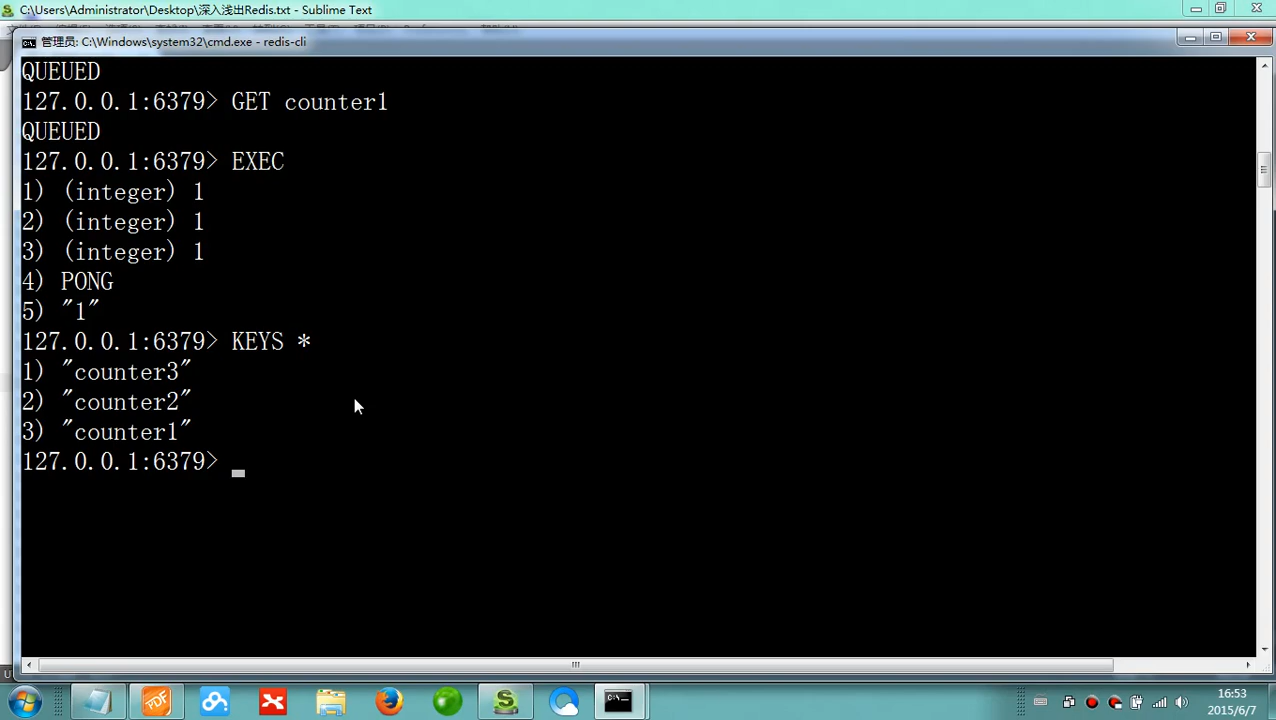 C:\Users\Administrator\Desktop\深入浅出Redis.txt - Sublime Text
管理员: C:\Windows\system32\cmd.exe - redis-cli
QUEUED
127.0.0.1:6379> GET counter1
QUEUED
127.0.0.1:6379> EXEC
1) (integer) 1
2) (integer) 1
3) (integer) 1
4) PONG
5) "1"
127.0.0.1:6379> KEYS *
1) "counter3"
2) "counter2"
3) "counter1"
127.0.0.1:6379>
PDF
16:53
2015/6/7